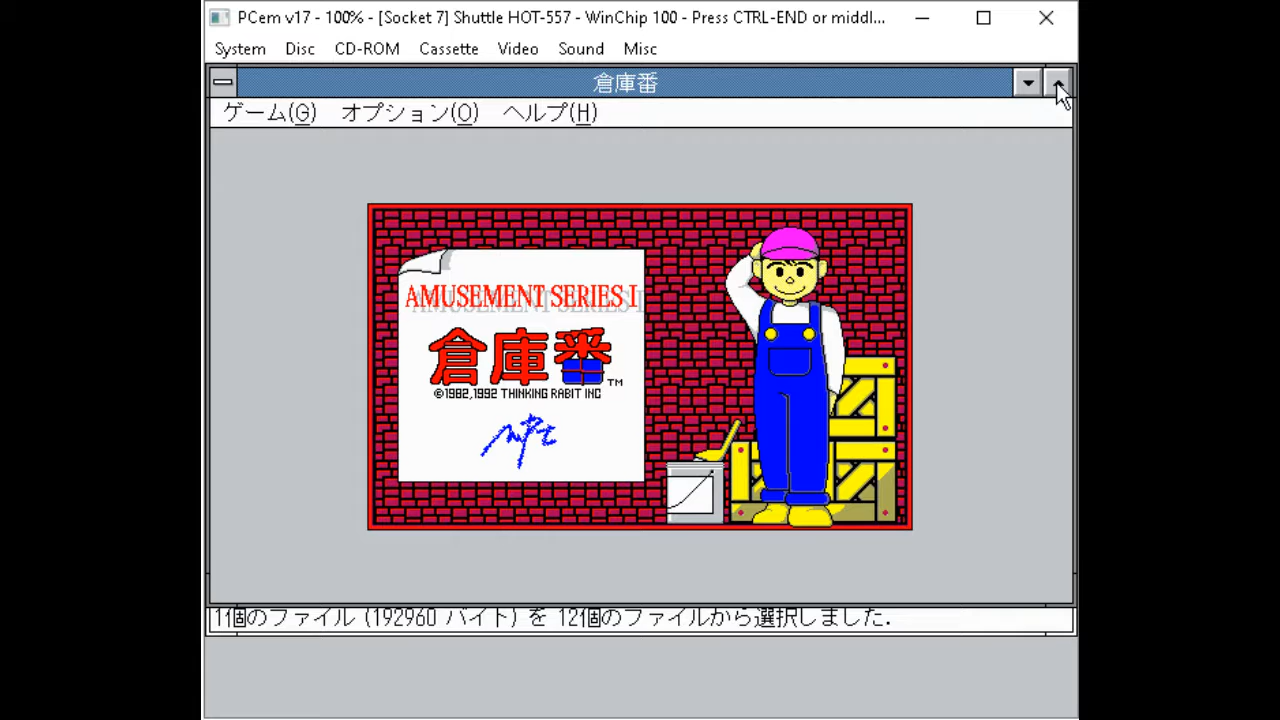 PCem v17 - 100% - [Socket 7] Shuttle HOT-557 - WinChip 100 - Press CTRL-END or middl...
System Disc CD-ROM Cassette Video Sound Misc
倉庫番
ゲーム(G) オプション(O) ヘルプ(H)
AMUSEMENT SERIES I
倉庫番™
©1982,1992 THINKING RABIT INC
1個のファイル (192960 バイト) を 12個のファイルから選択しました.